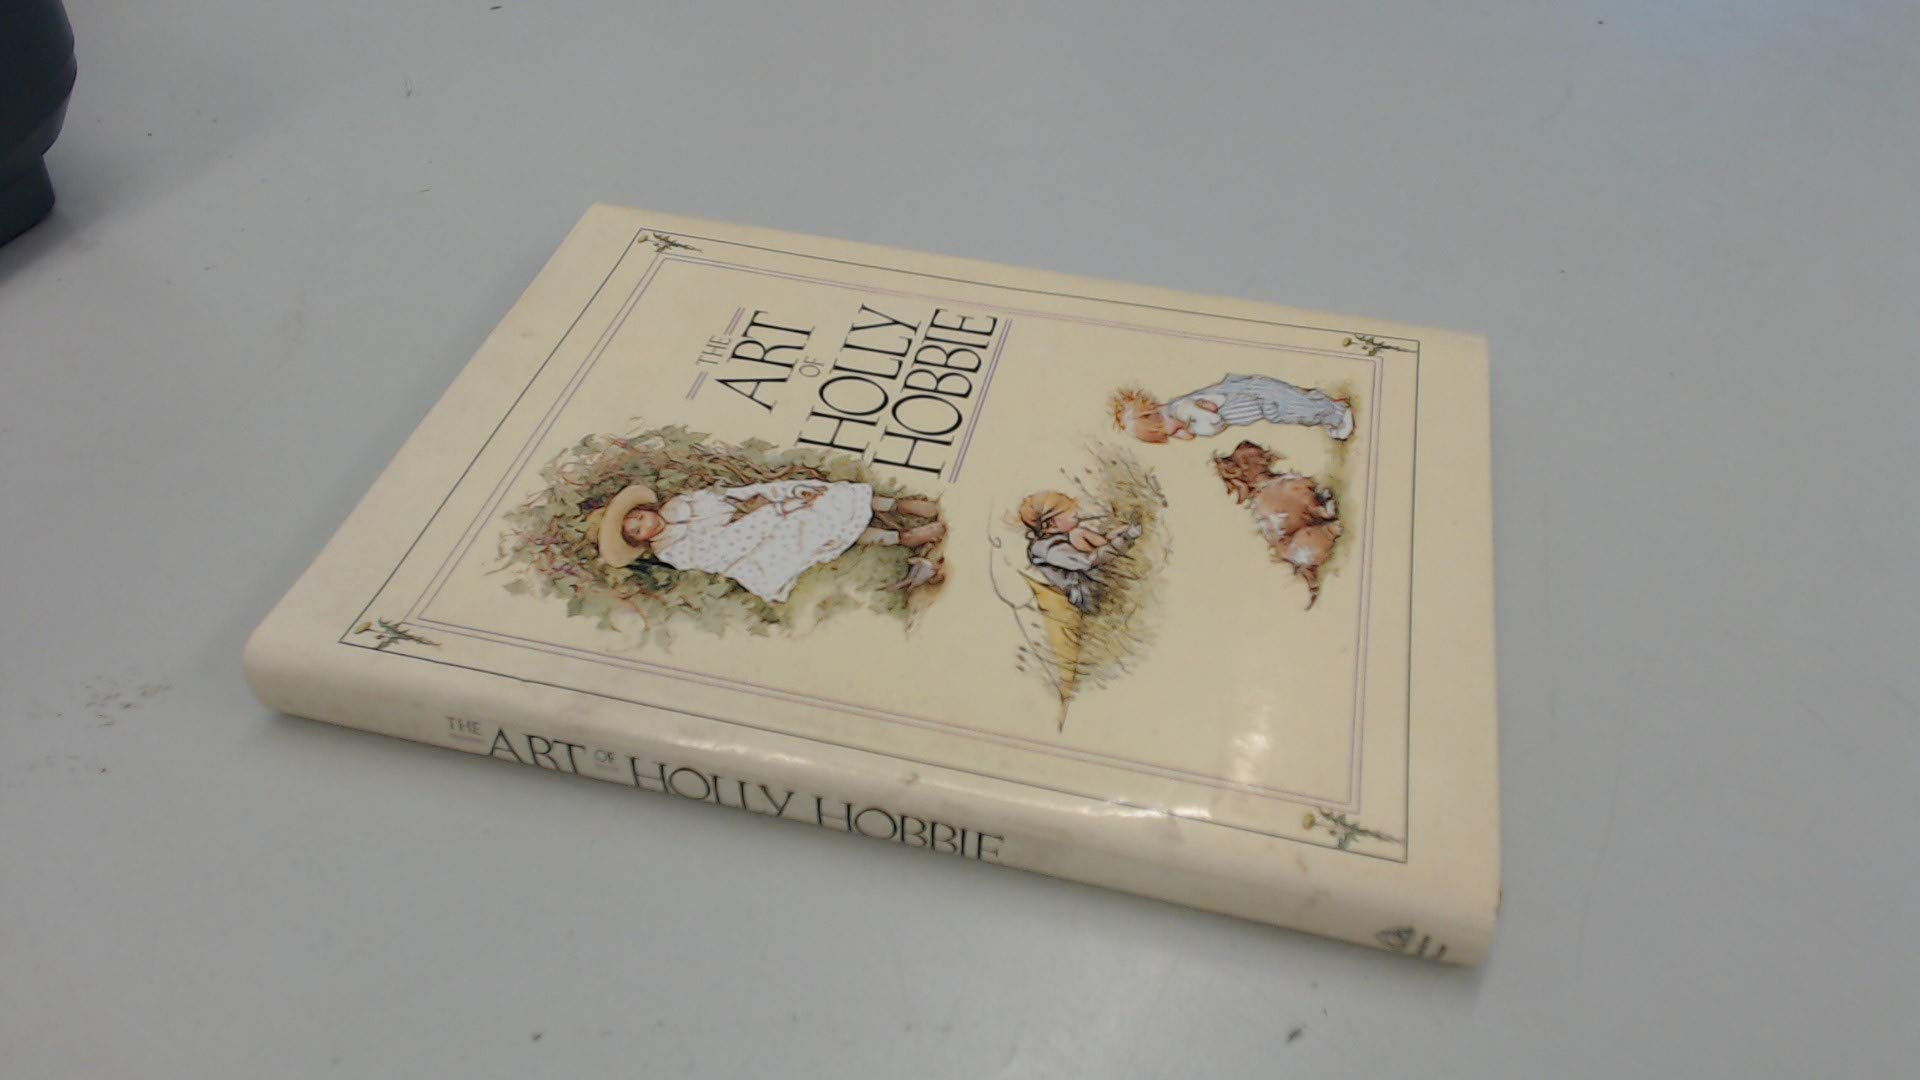 THE
ART
OF
HOLLY
HOBBIE
THE ART OF HOLLY HOBBIE